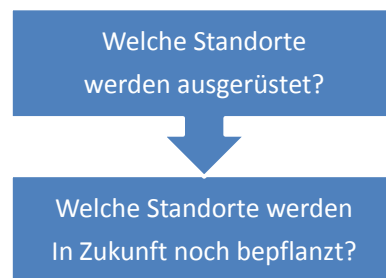 Welche Standorte
werden ausgerüstet?
Welche Standorte werden
In Zukunft noch bepflanzt?